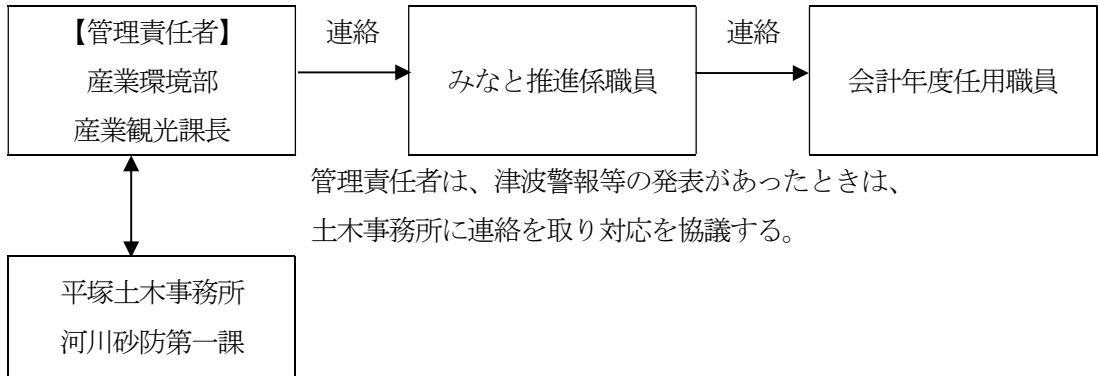 【管理責任者】
産業環境部
産業観光課長
連絡
みなと推進係職員
連絡
会計年度任用職員
管理責任者は、津波警報等の発表があったときは、
土木事務所に連絡を取り対応を協議する。
平塚土木事務所
河川砂防第一課